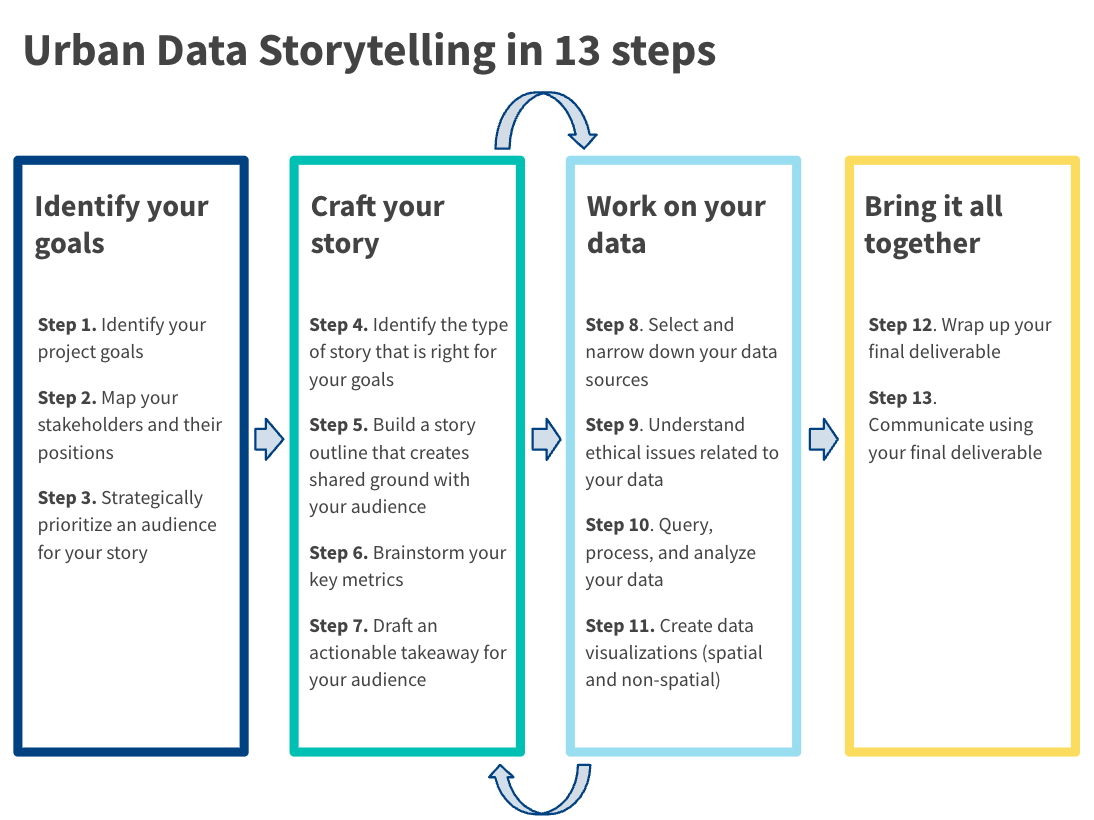 Urban Data Storytelling in 13 steps
Identify your
goals
Step 1. Identify your
project goals
Step 2. Map your
stakeholders and their
positions
Step 3. Strategically
prioritize an audience
for your story
Craft your
story
Step 4. Identify the type
of story that is right for
your goals
Step 5. Build a story
outline that creates
shared ground with
your audience
Step 6. Brainstorm your
key metrics
Step 7. Draft an
actionable takeaway for
your audience
Work on your
data
Step 8. Select and
narrow down your data
sources
Step 9. Understand
ethical issues related to
your data
Step 10. Query,
process, and analyze
your data
Step 11. Create data
visualizations (spatial
and non-spatial)
Bring it all
together
Step 12. Wrap up your
final deliverable
Step 13.
Communicate using
your final deliverable